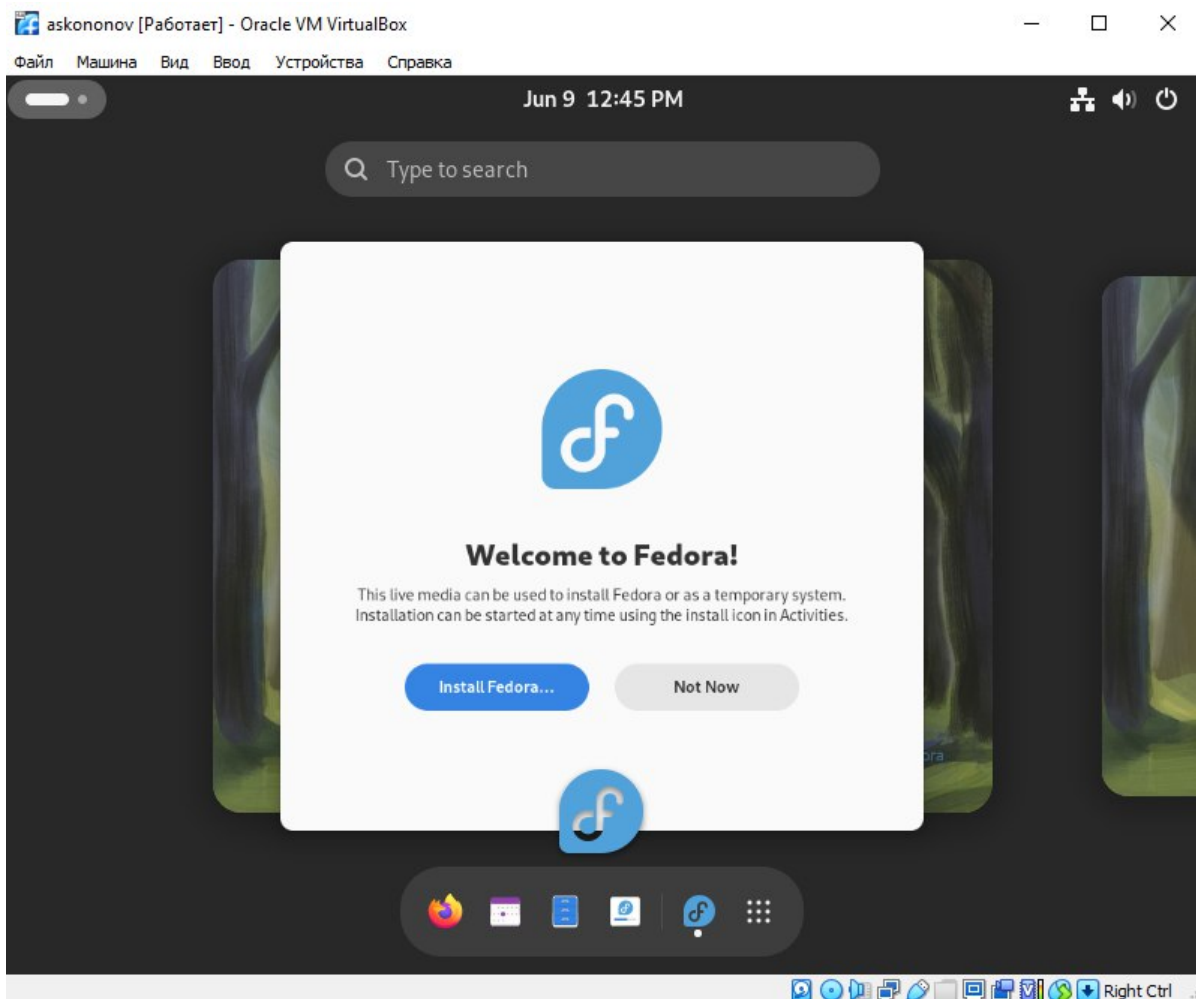 askononov [Работает] - Oracle VM VirtualBox
Файл Машина Вид Ввод Устройства Справка
Jun 9 12:45 PM
Type to search
Welcome to Fedora!
This live media can be used to install Fedora or as a temporary system.
Installation can be started at any time using the install icon in Activities.
Install Fedora... Not Now
Right Ctrl